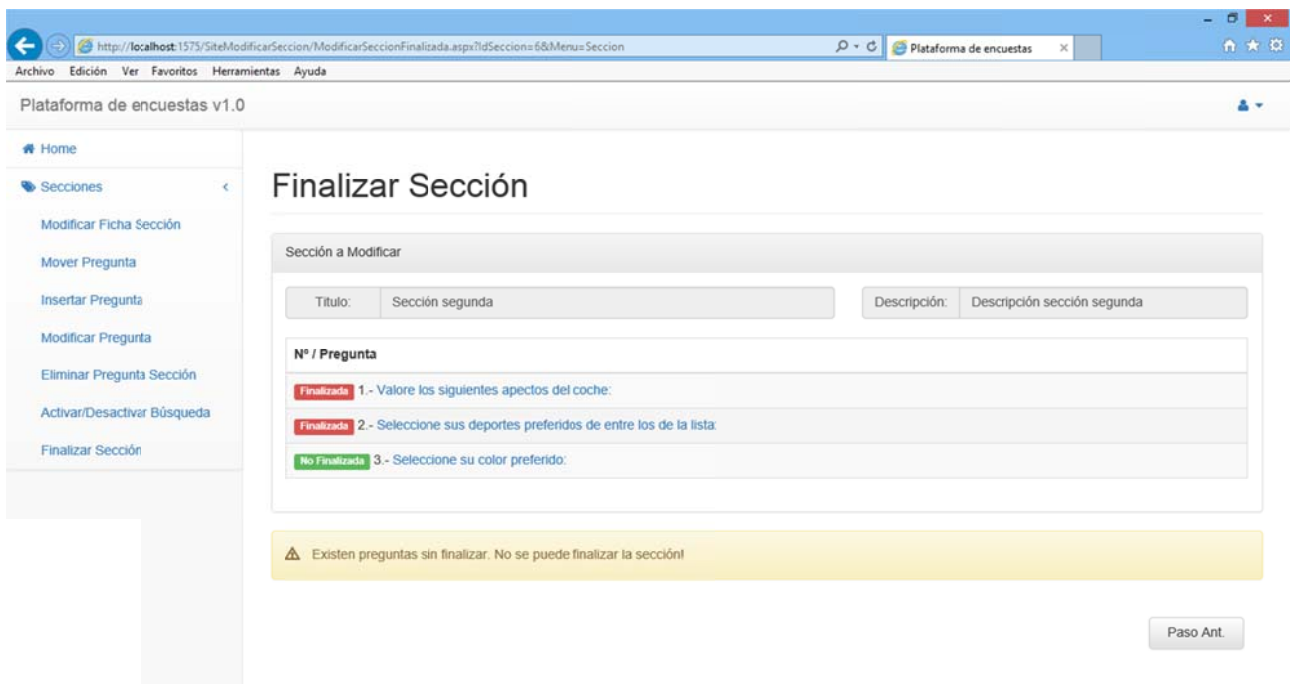 http://localhost:1575/SiteModificarSeccion/ModificarSeccionFinalizada.aspx?IdSeccion=6&Menu=Seccion
Plataforma de encuestas
Archivo Edición Ver Favoritos Herramientas Ayuda
Plataforma de encuestas v1.0
Home
Secciones
Modificar Ficha Sección
Mover Pregunta
Insertar Pregunta
Modificar Pregunta
Eliminar Pregunta Sección
Activar/Desactivar Búsqueda
Finalizar Sección
Finalizar Sección
Sección a Modificar
Titulo: Sección segunda Descripción: Descripción sección segunda
Nº / Pregunta
Finalizada 1.- Valore los siguientes apectos del coche:
Finalizada 2.- Seleccione sus deportes preferidos de entre los de la lista:
No Finalizada 3.- Seleccione su color preferido:
Existen preguntas sin finalizar. No se puede finalizar la sección!
Paso Ant.